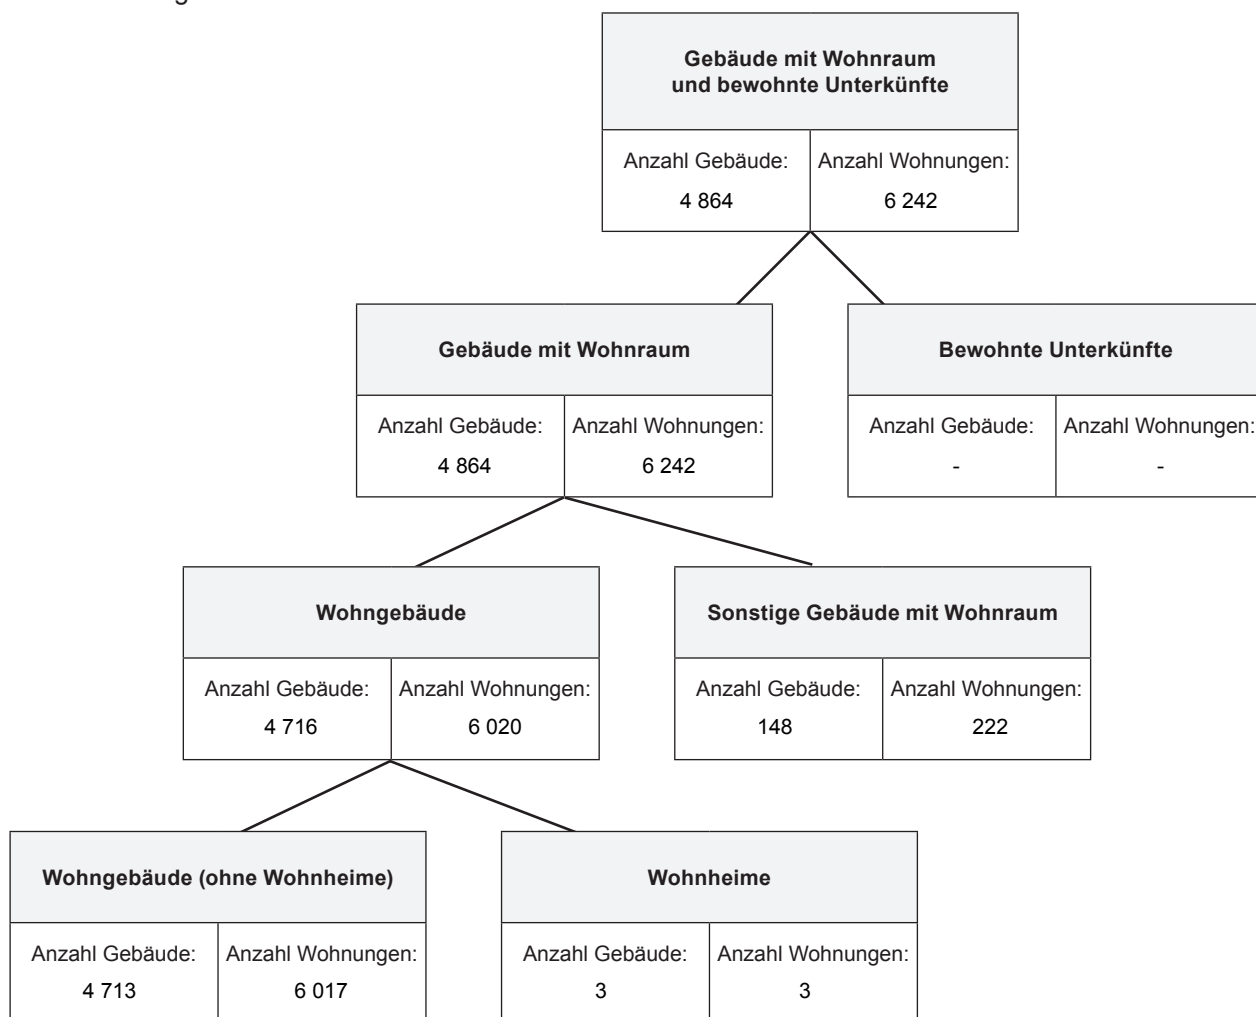 Gebäude mit Wohnraum
und bewohnte Unterkünfte
Anzahl Gebäude: Anzahl Wohnungen:
4 864 6 242
Gebäude mit Wohnraum Bewohnte Unterkünfte
Anzahl Gebäude: Anzahl Wohnungen: Anzahl Gebäude: Anzahl Wohnungen:
4 864 6 242 - -
Wohngebäude Sonstige Gebäude mit Wohnraum
Anzahl Gebäude: Anzahl Wohnungen: Anzahl Gebäude: Anzahl Wohnungen:
4 716 6 020 148 222
Wohngebäude (ohne Wohnheime) Wohnheime
Anzahl Gebäude: Anzahl Wohnungen: Anzahl Gebäude: Anzahl Wohnungen:
4 713 6 017 3 3